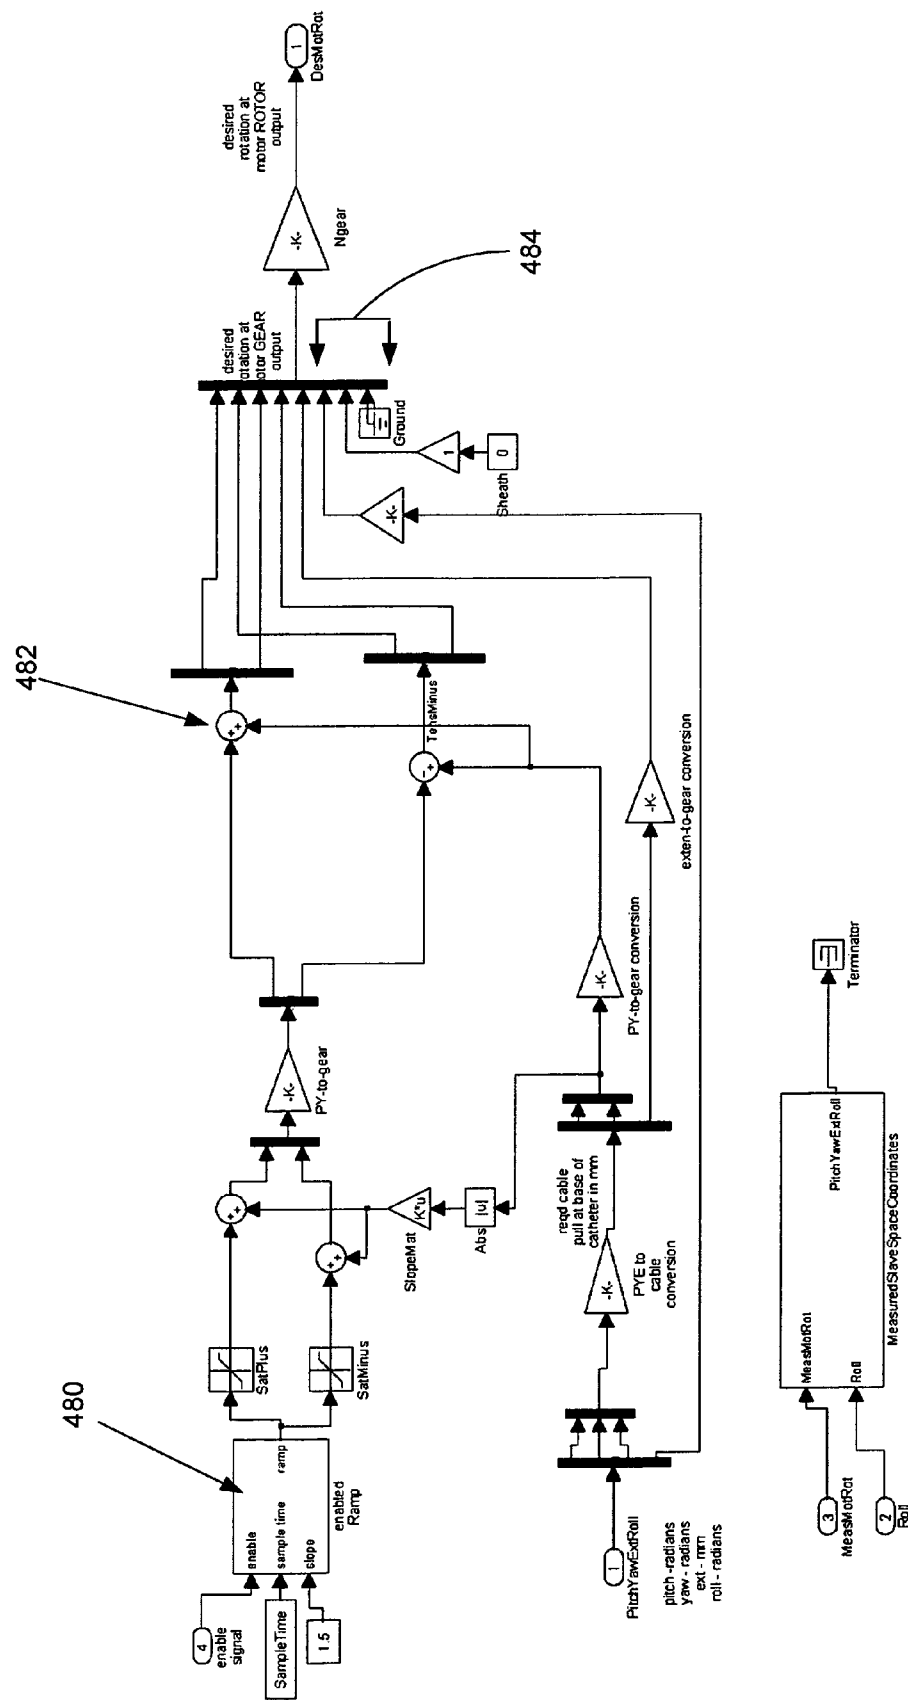 480
4
enable
signal
SampleTime
1.5
enable
sample time
slope
ramp
enabled
Ramp
SatPlus
SatMinus
++
++
K*u
SlopeMat
|u|
Abs
-K-
PY-to-gear
482
++
-+
TensMinus
desired
otation at
otor GEAR
output
-K-
Ngear
desired
rotation at
motor ROTOR
output
1
DesMotRot
484
Ground
1
0
Sheath
-K-
1
PitchYawExtRoll
pitch -radians
yaw - radians
ext - mm
roll - radians
-K-
PYE to
cable
conversion
reqd cable
pull at base of
catheter in mm
-K-
PY-to-gear conversion
-K-
exten-to-gear conversion
3
MeasMotRot
2
Roll
MeasMotRot
Roll
PitchYawExtRoll
MeasuredSlaveSpaceCoordinates
Terminator